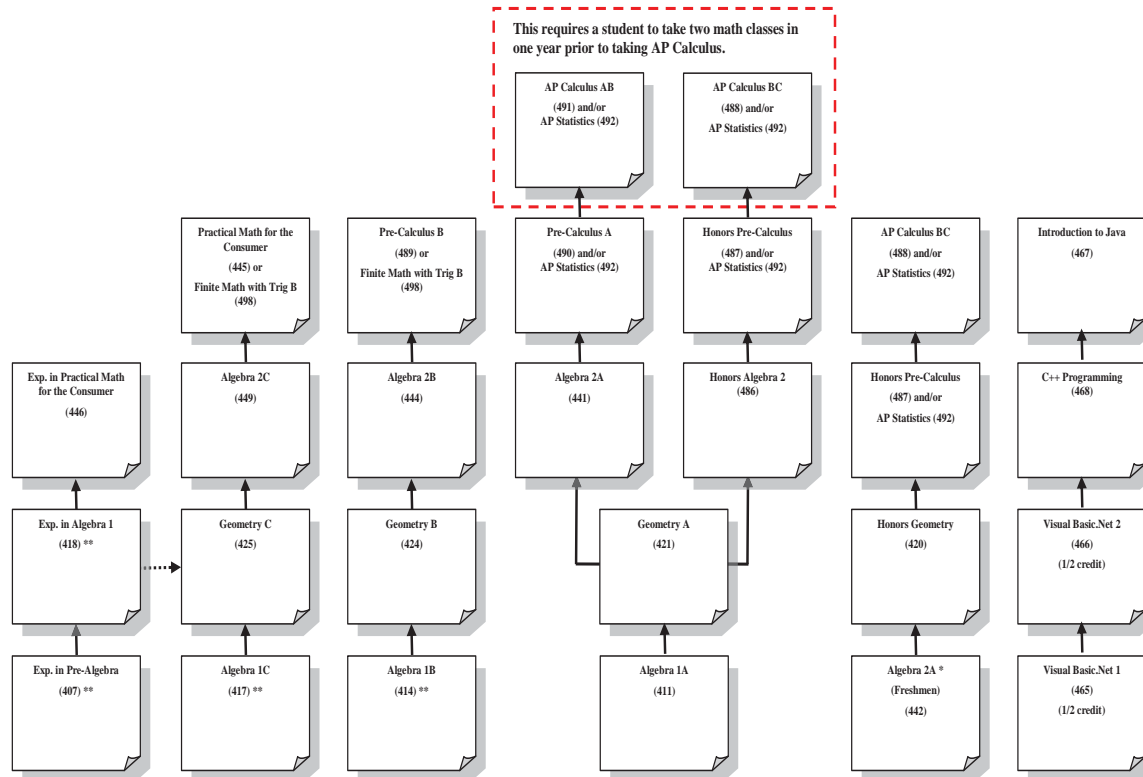 This requires a student to take two math classes in
one year prior to taking AP Calculus.
AP Calculus AB
(491) and/or
AP Statistics (492)
AP Calculus BC
(488) and/or
AP Statistics (492)
Practical Math for the
Consumer
(445) or
Finite Math with Trig B
(498)
Pre-Calculus B
(489) or
Finite Math with Trig B
(498)
Pre-Calculus A
(490) and/or
AP Statistics (492)
Honors Pre-Calculus
(487) and/or
AP Statistics (492)
AP Calculus BC
(488) and/or
AP Statistics (492)
Introduction to Java
(467)
Exp. in Practical Math
for the Consumer
(446)
Algebra 2C
(449)
Algebra 2B
(444)
Algebra 2A
(441)
Honors Algebra 2
(486)
Honors Pre-Calculus
(487) and/or
AP Statistics (492)
C++ Programming
(468)
Exp. in Algebra 1
(418) **
Geometry C
(425)
Geometry B
(424)
Geometry A
(421)
Honors Geometry
(420)
Visual Basic.Net 2
(466)
(1/2 credit)
Exp. in Pre-Algebra
(407) **
Algebra 1C
(417) **
Algebra 1B
(414) **
Algebra 1A
(411)
Algebra 2A *
(Freshmen)
(442)
Visual Basic.Net 1
(465)
(1/2 credit)